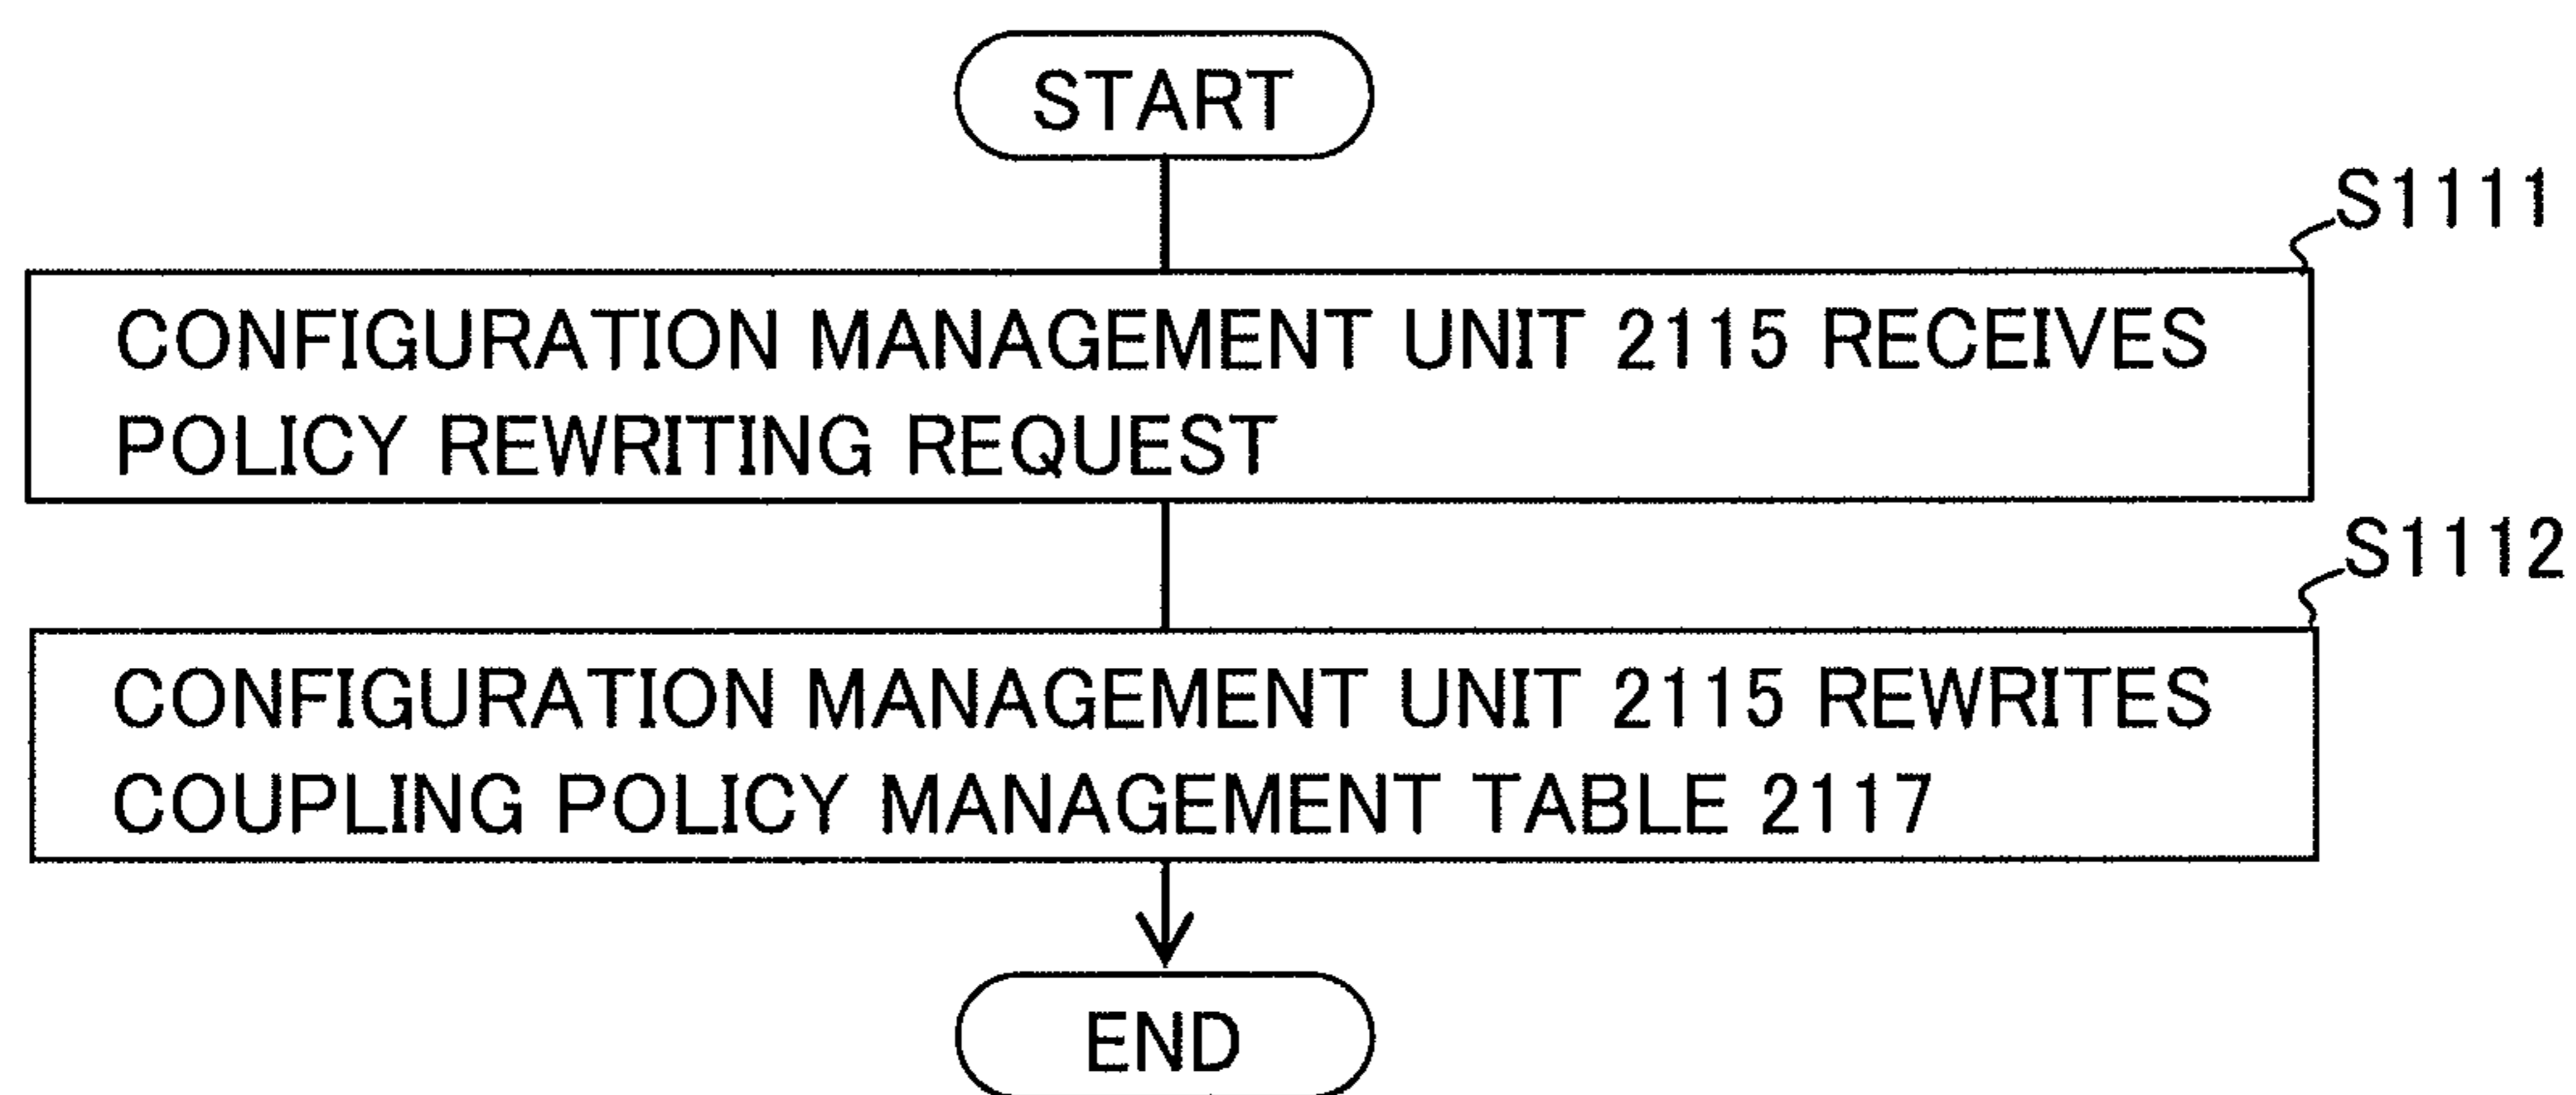 START
S1111
CONFIGURATION MANAGEMENT UNIT 2115 RECEIVES
POLICY REWRITING REQUEST
S1112
CONFIGURATION MANAGEMENT UNIT 2115 REWRITES
COUPLING POLICY MANAGEMENT TABLE 2117
END